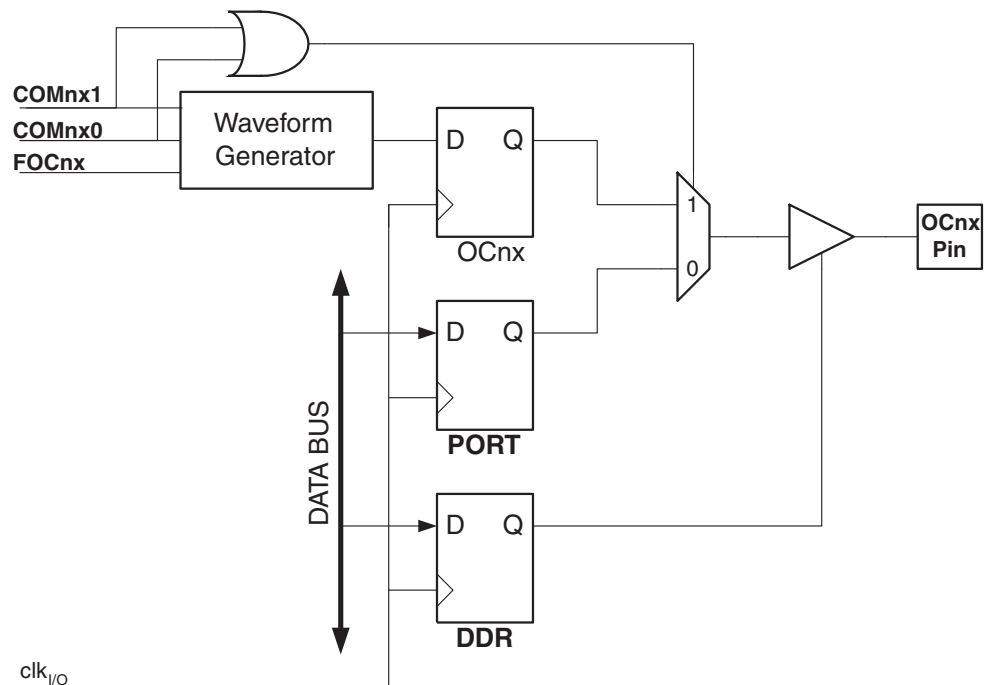 COMnx1
COMnx0
FOCnx
Waveform
Generator
D Q
OCnx
1
0
OCnx
Pin
D Q
PORT
DATA BUS
D Q
DDR
clkI/O